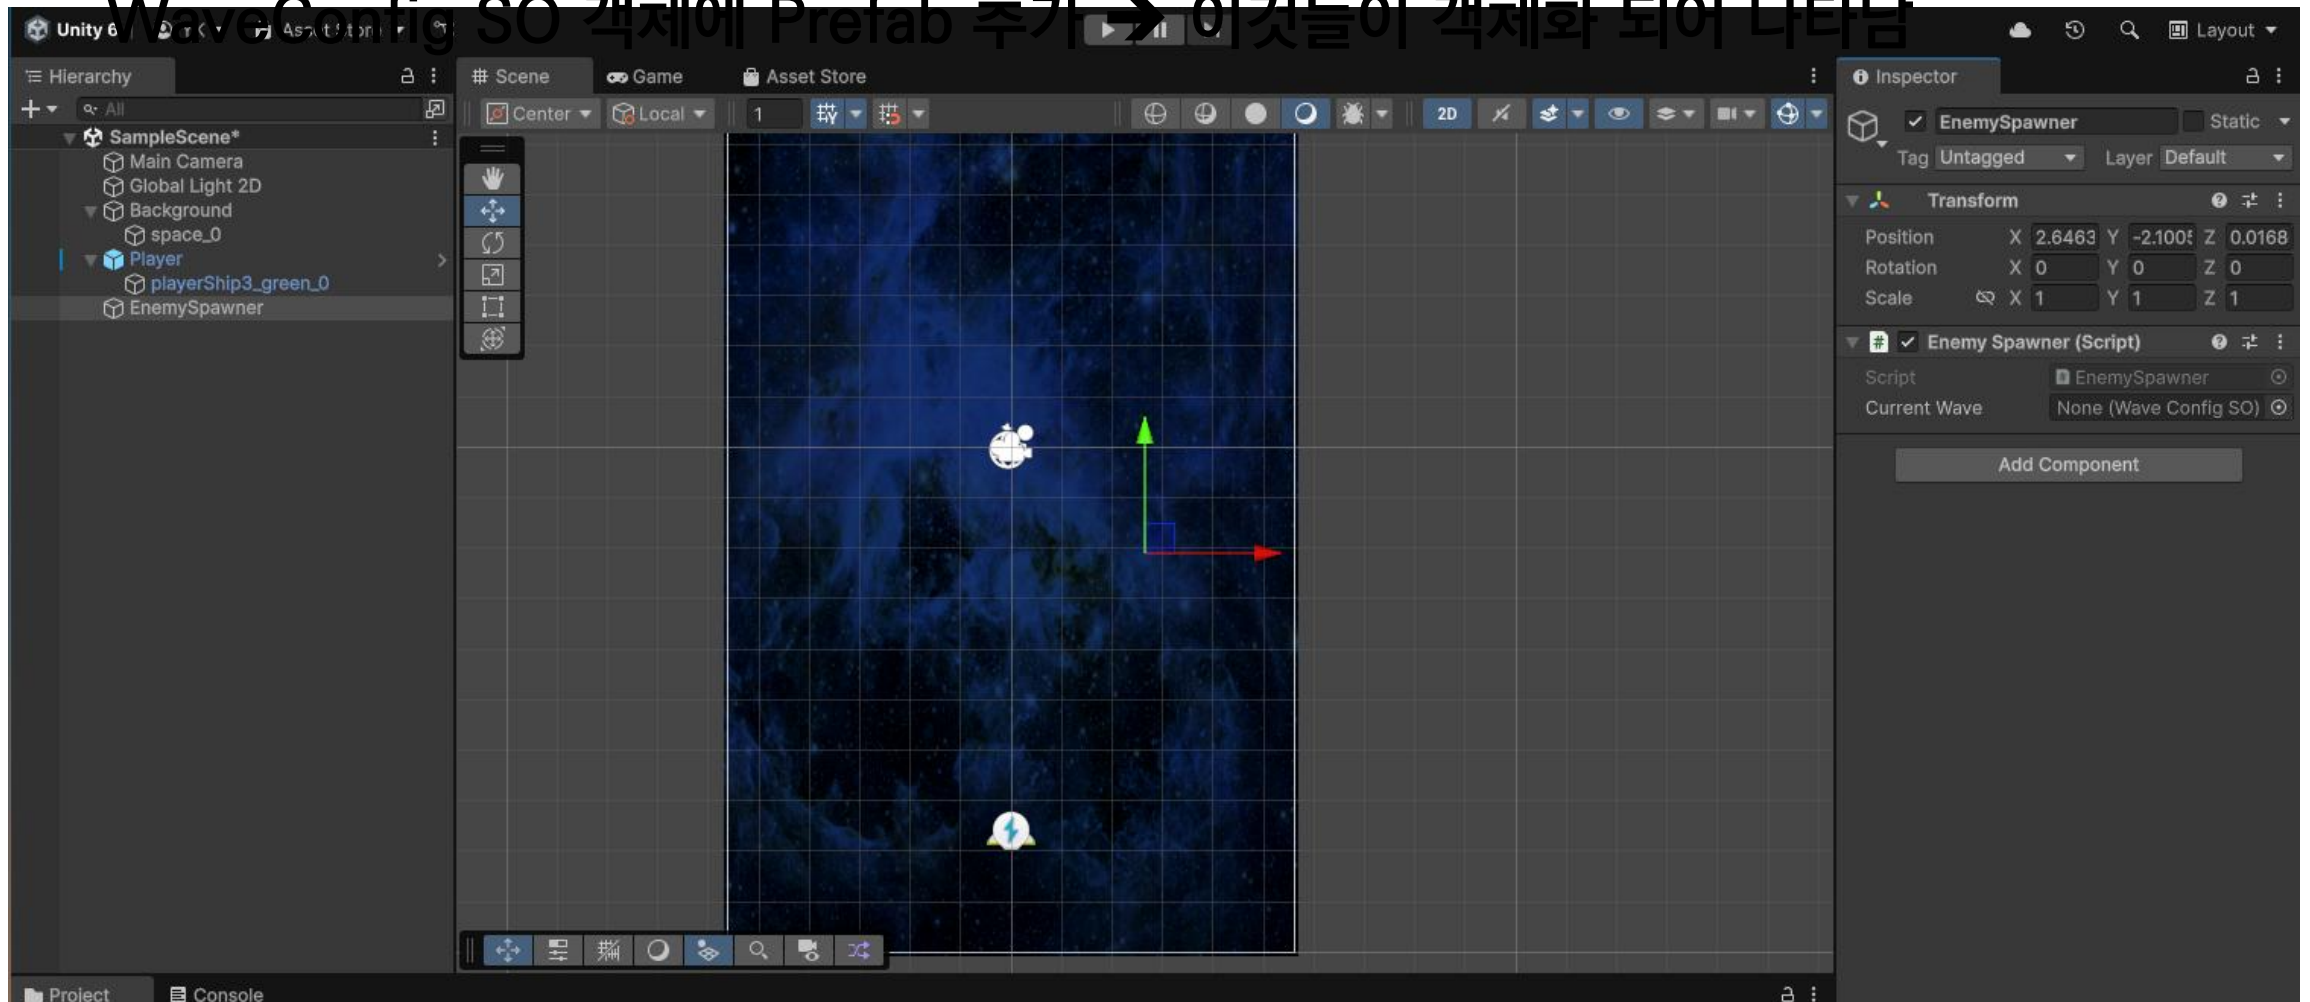 WaveConfig SO 객체에 Prefab 추가 → 이것들이 객체화 되어 나타남
Unity 6 Asset Store Layout
Hierarchy
All
SampleScene*
Main Camera
Global Light 2D
Background
space_0
Player
playerShip3_green_0
EnemySpawner
Scene Game Asset Store
Center Local 1 2D
Inspector
EnemySpawner Static
Tag Untagged Layer Default
Transform
Position X 2.6463 Y -2.1005 Z 0.0168
Rotation X 0 Y 0 Z 0
Scale X 1 Y 1 Z 1
# Enemy Spawner (Script)
Script EnemySpawner
Current Wave None (Wave Config SO)
Add Component
Project Console